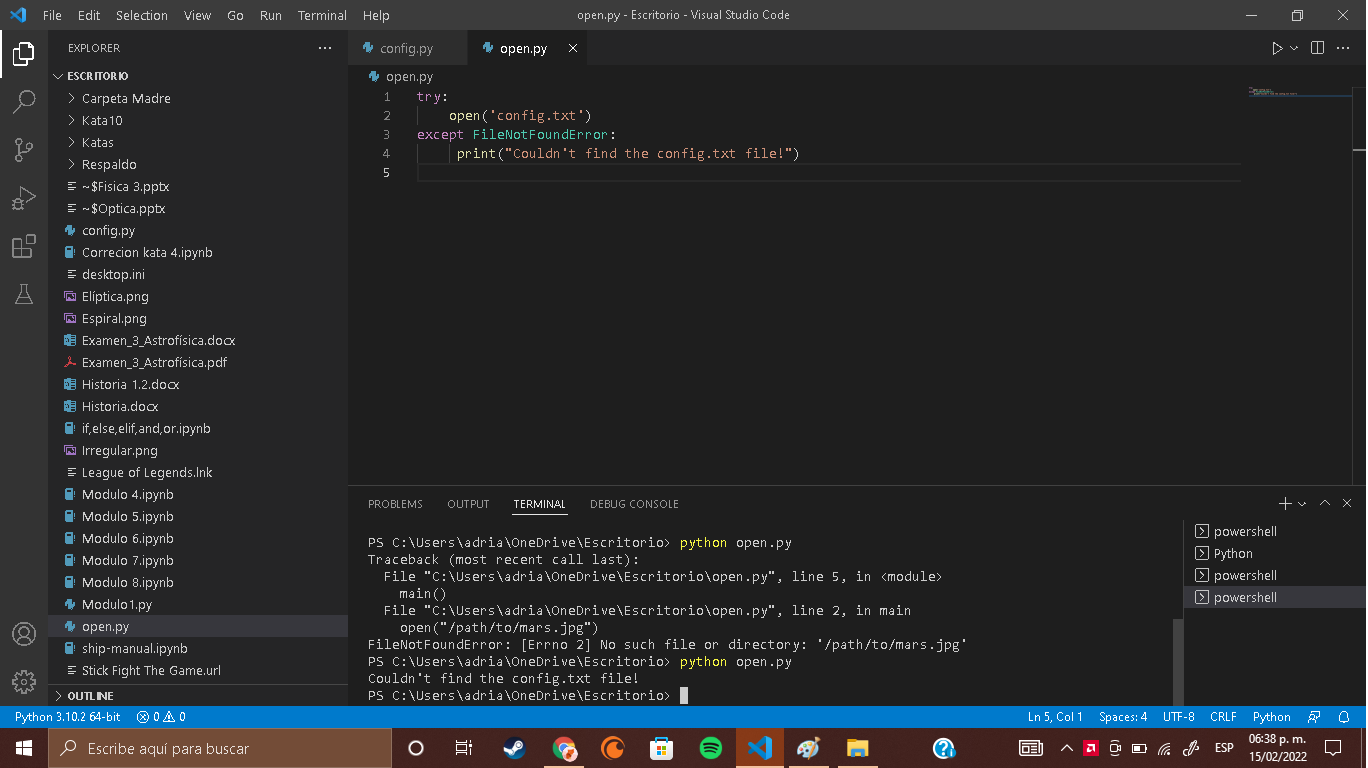 File Edit Selection View Go Run Terminal Help open.py - Escritorio - Visual Studio Code
EXPLORER
config.py open.py
ESCRITORIO
open.py
Carpeta Madre
Kata10
Katas
Respaldo
~$Fisica 3.pptx
~$Optica.pptx
config.py
Correcion kata 4.ipynb
desktop.ini
Elíptica.png
Espiral.png
Examen_3_Astrofísica.docx
Examen_3_Astrofísica.pdf
Historia 1.2.docx
Historia.docx
if,else,elif,and,or.ipynb
Irregular.png
League of Legends.lnk
Modulo 4.ipynb
Modulo 5.ipynb
Modulo 6.ipynb
Modulo 7.ipynb
Modulo 8.ipynb
Modulo1.py
open.py
ship-manual.ipynb
Stick Fight The Game.url
OUTLINE
1 try:
2     open('config.txt')
3 except FileNotFoundError:
4      print("Couldn't find the config.txt file!")
5
PROBLEMS OUTPUT TERMINAL DEBUG CONSOLE
PS C:\Users\adria\OneDrive\Escritorio> python open.py
Traceback (most recent call last):
  File "C:\Users\adria\OneDrive\Escritorio\open.py", line 5, in <module>
    main()
  File "C:\Users\adria\OneDrive\Escritorio\open.py", line 2, in main
    open("/path/to/mars.jpg")
FileNotFoundError: [Errno 2] No such file or directory: '/path/to/mars.jpg'
PS C:\Users\adria\OneDrive\Escritorio> python open.py
Couldn't find the config.txt file!
PS C:\Users\adria\OneDrive\Escritorio>
powershell
Python
powershell
powershell
Python 3.10.2 64-bit 0 0 Ln 5, Col 1 Spaces: 4 UTF-8 CRLF Python
Escribe aquí para buscar
ESP
06:38 p. m.
15/02/2022